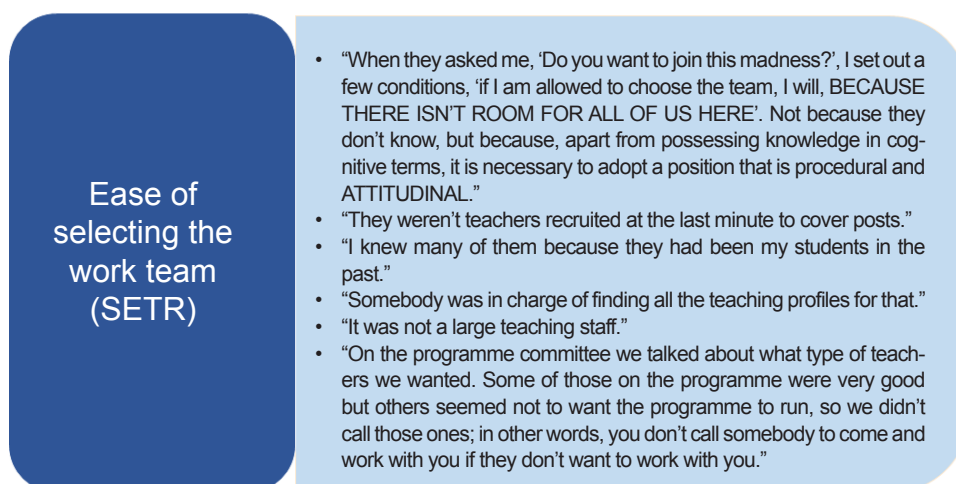 Ease of
selecting the
work team
(SETR)
• “When they asked me, ‘Do you want to join this madness?’, I set out a
few conditions, ‘if I am allowed to choose the team, I will, BECAUSE
THERE ISN’T ROOM FOR ALL OF US HERE’. Not because they
don’t know, but because, apart from possessing knowledge in cog-
nitive terms, it is necessary to adopt a position that is procedural and
ATTITUDINAL.”
• “They weren’t teachers recruited at the last minute to cover posts.”
• “I knew many of them because they had been my students in the
past.”
• “Somebody was in charge of finding all the teaching profiles for that.”
• “It was not a large teaching staff.”
• “On the programme committee we talked about what type of teach-
ers we wanted. Some of those on the programme were very good
but others seemed not to want the programme to run, so we didn’t
call those ones; in other words, you don’t call somebody to come and
work with you if they don’t want to work with you.”